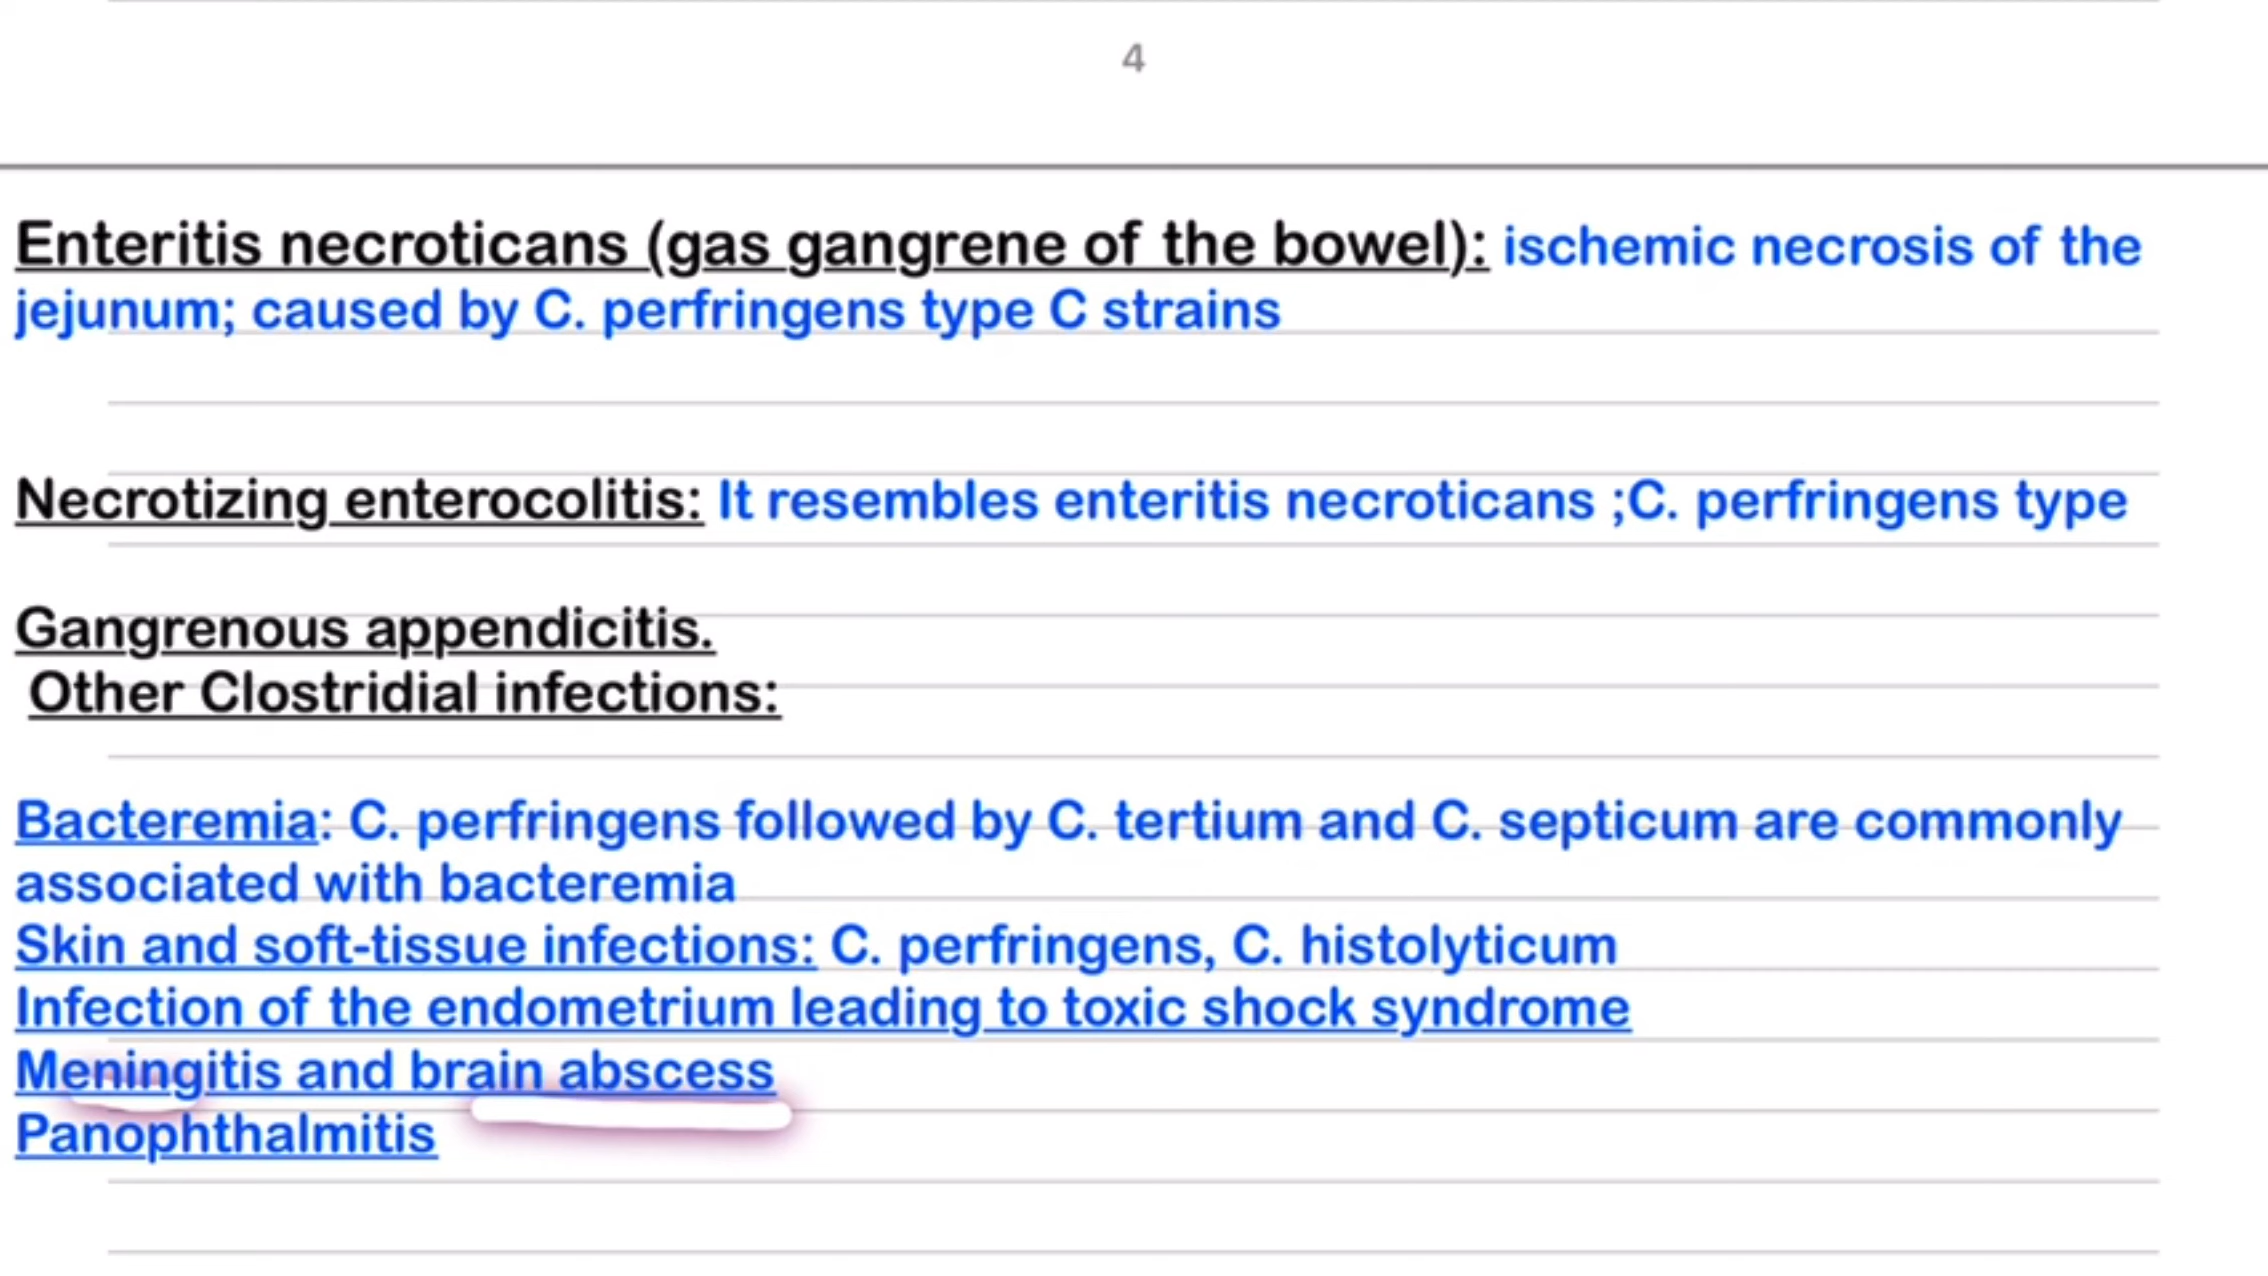 4
Enteritis necroticans (gas gangrene of the bowel): ischemic necrosis of the
jejunum; caused by C. perfringens type C strains
Necrotizing enterocolitis: It resembles enteritis necroticans ;C. perfringens type
Gangrenous appendicitis.
Other Clostridial infections:
Bacteremia: C. perfringens followed by C. tertium and C. septicum are commonly
associated with bacteremia
Skin and soft-tissue infections: C. perfringens, C. histolyticum
Infection of the endometrium leading to toxic shock syndrome
Meningitis and brain abscess
Panophthalmitis